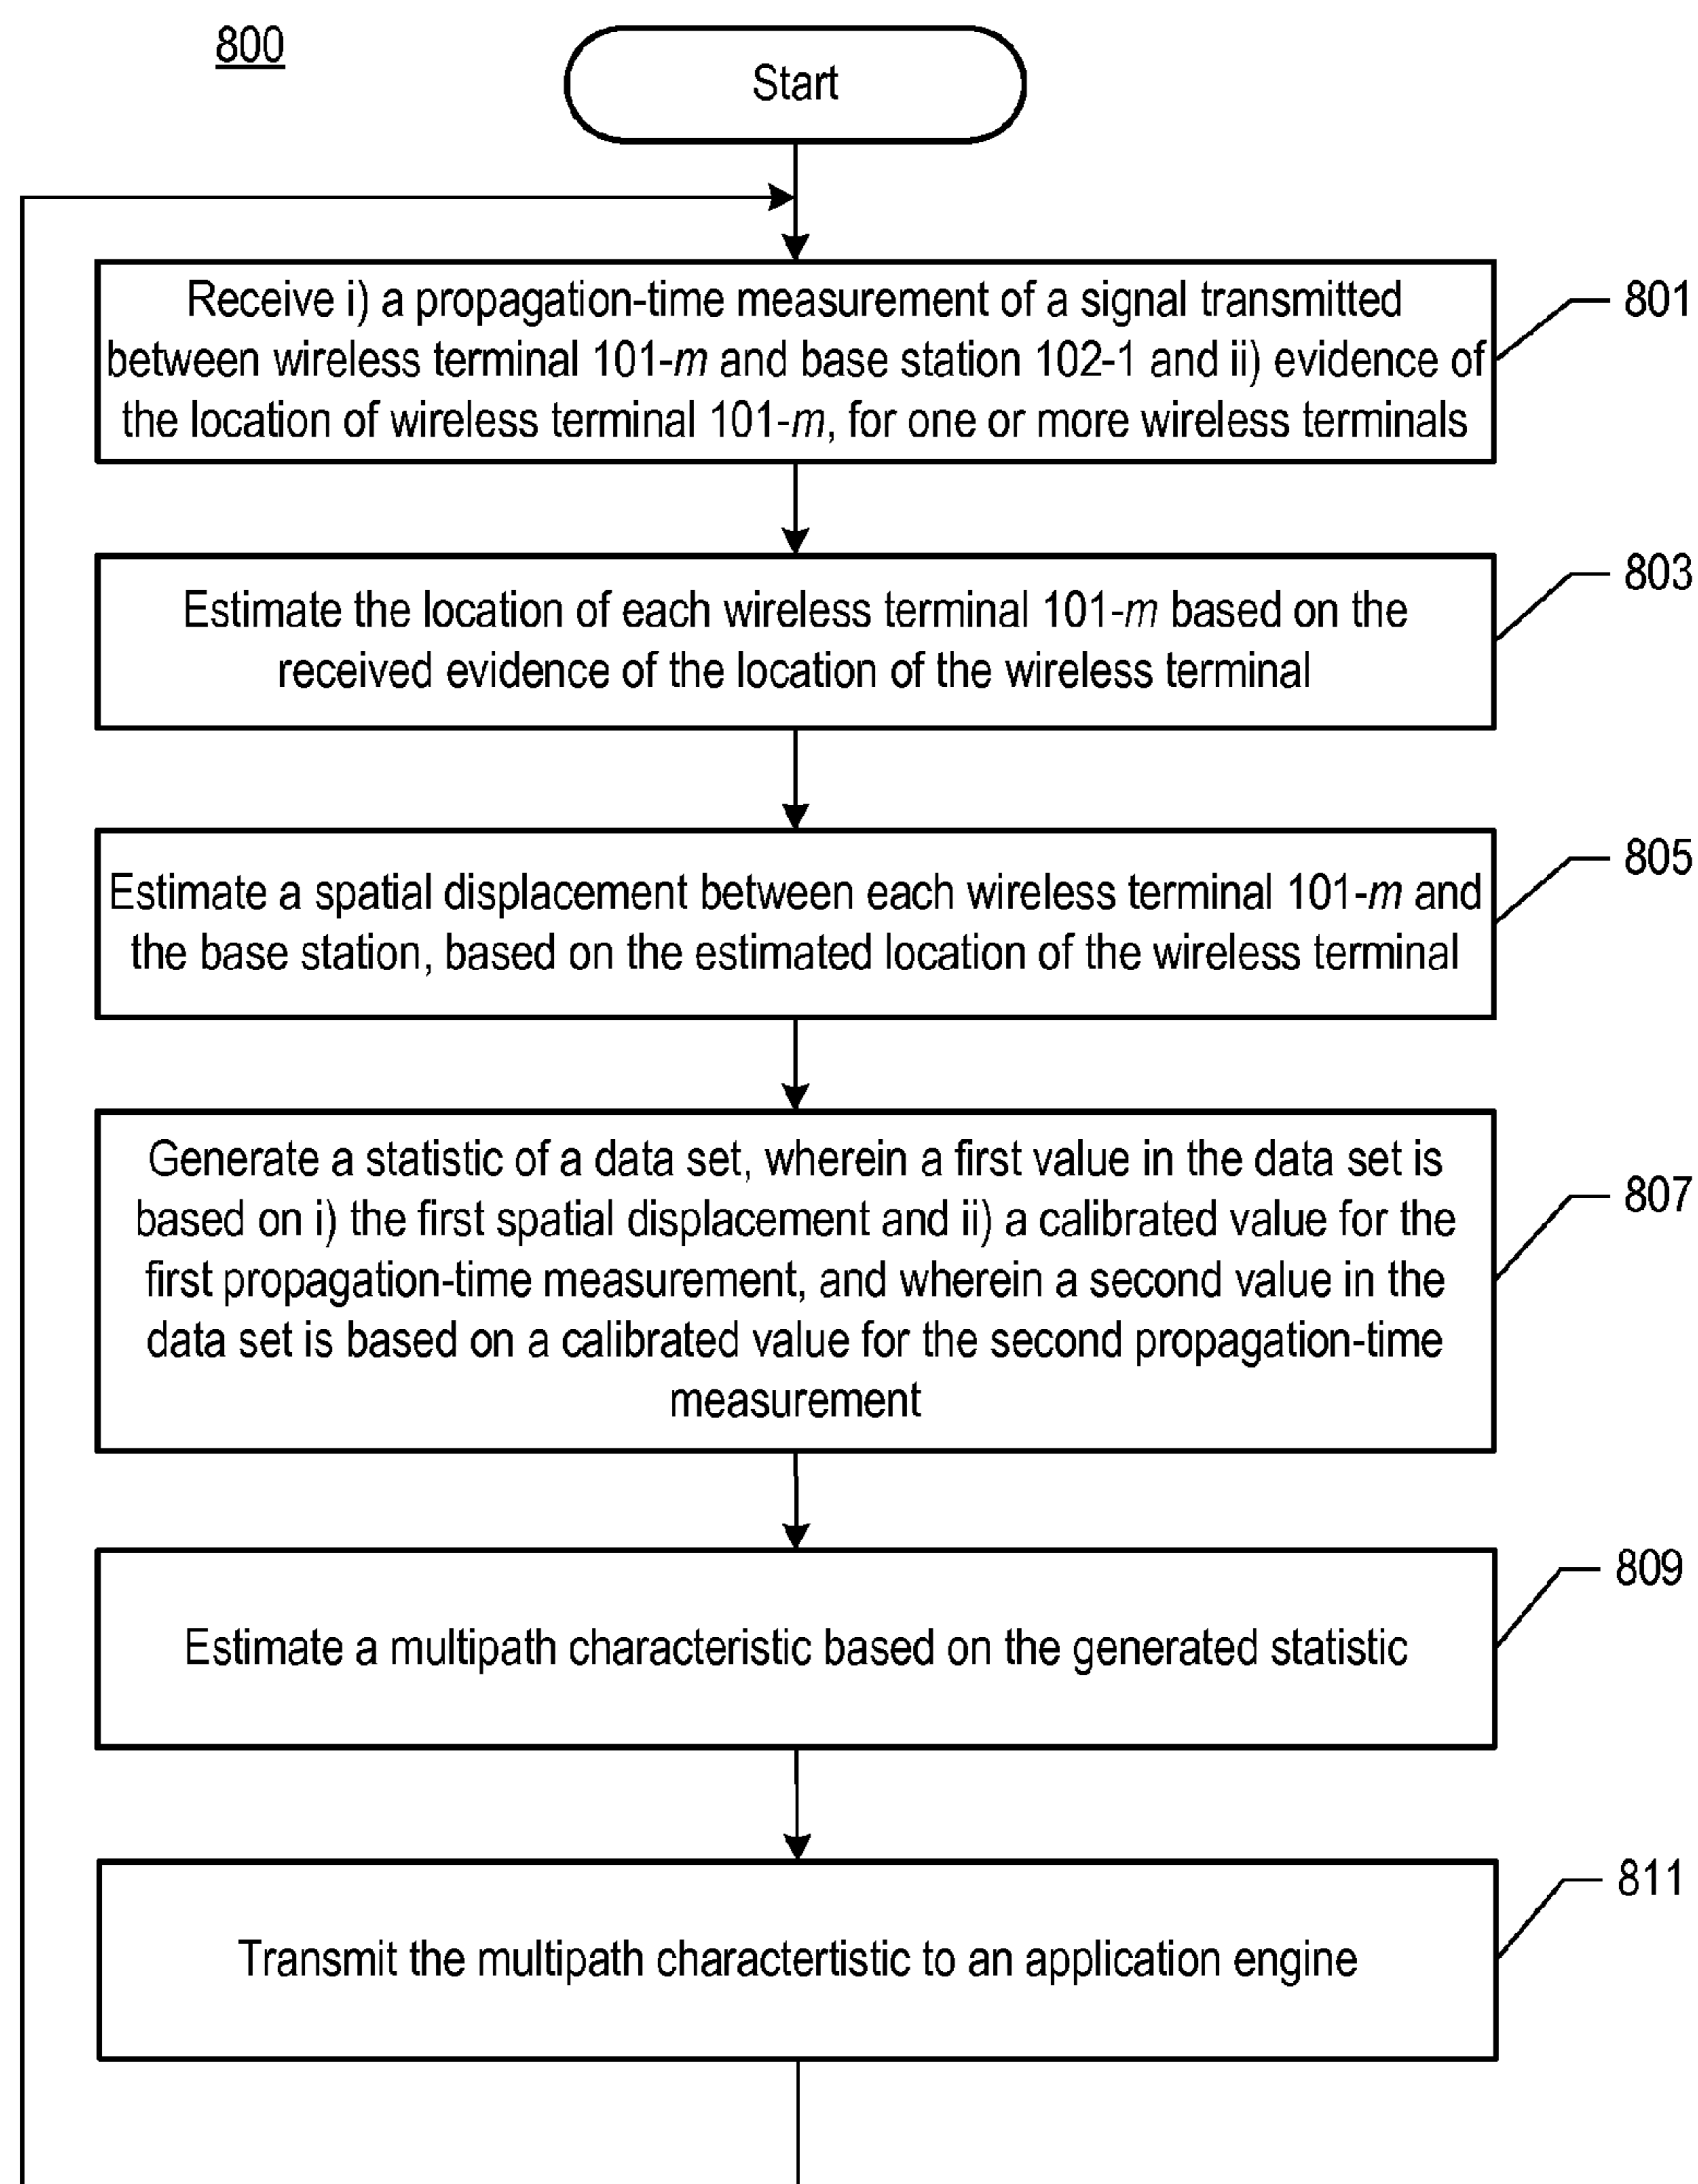 800
Start
Receive i) a propagation-time measurement of a signal transmitted
between wireless terminal 101-m and base station 102-1 and ii) evidence of
the location of wireless terminal 101-m, for one or more wireless terminals
801
Estimate the location of each wireless terminal 101-m based on the
received evidence of the location of the wireless terminal
803
Estimate a spatial displacement between each wireless terminal 101-m and
the base station, based on the estimated location of the wireless terminal
805
Generate a statistic of a data set, wherein a first value in the data set is
based on i) the first spatial displacement and ii) a calibrated value for the
first propagation-time measurement, and wherein a second value in the
data set is based on a calibrated value for the second propagation-time
measurement
807
Estimate a multipath characteristic based on the generated statistic
809
Transmit the multipath charactertistic to an application engine
811